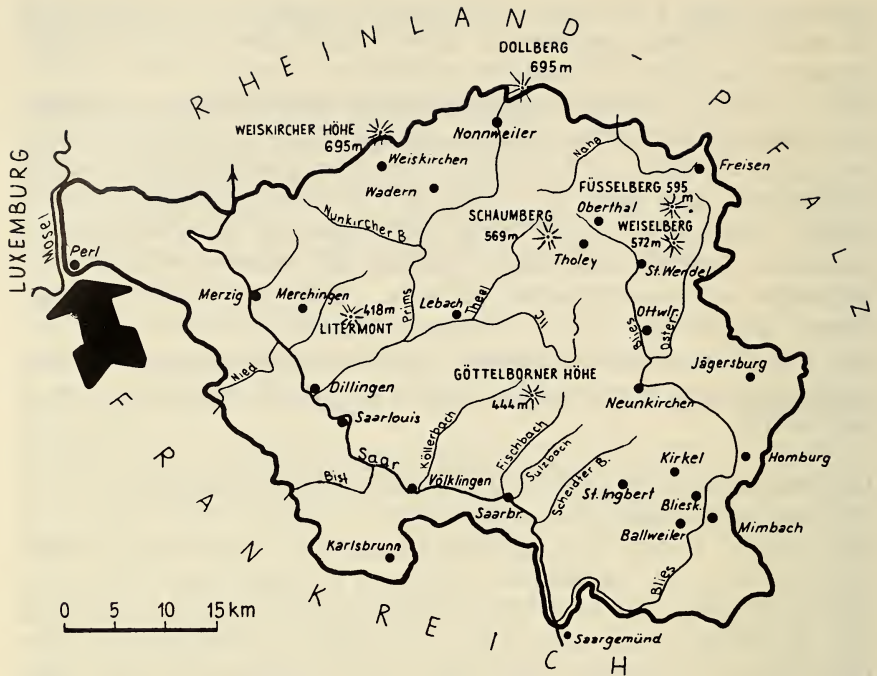 RHEINLAND-PFALZ
DOLLBERG
695m
WEISKIRCHER HÖHE
695m
Nonnweiler
Weiskirchen
Wadern
Nahe
Freisen
FÜSSELBERG 595
m
Oberthal
WEISELBERG
572m
SCHAUMBERG
569m
Tholey
St.Wendel
Nunkircher B.
LUXEMBURG
Mosel
Perl
Merzig
Merchingen
418m
LITERMONT
Prims
Lebach
Theel
Ill
Ottwlr.
Blies
Oster
Jägersburg
Nied
Dillingen
GÖTTELBORNER HÖHE
444m
Neunkirchen
Saarlouis
Saar
Köllerbach
Fischbach
Sulzbach
Scheidter B.
Kirkel
Homburg
Bist
Völklingen
St.Ingbert
Bliesk.
Saarbr.
Ballweiler
Mimbach
Karlsbrunn
Blies
FRANKREICH
0 5 10 15 km
Saargemünd